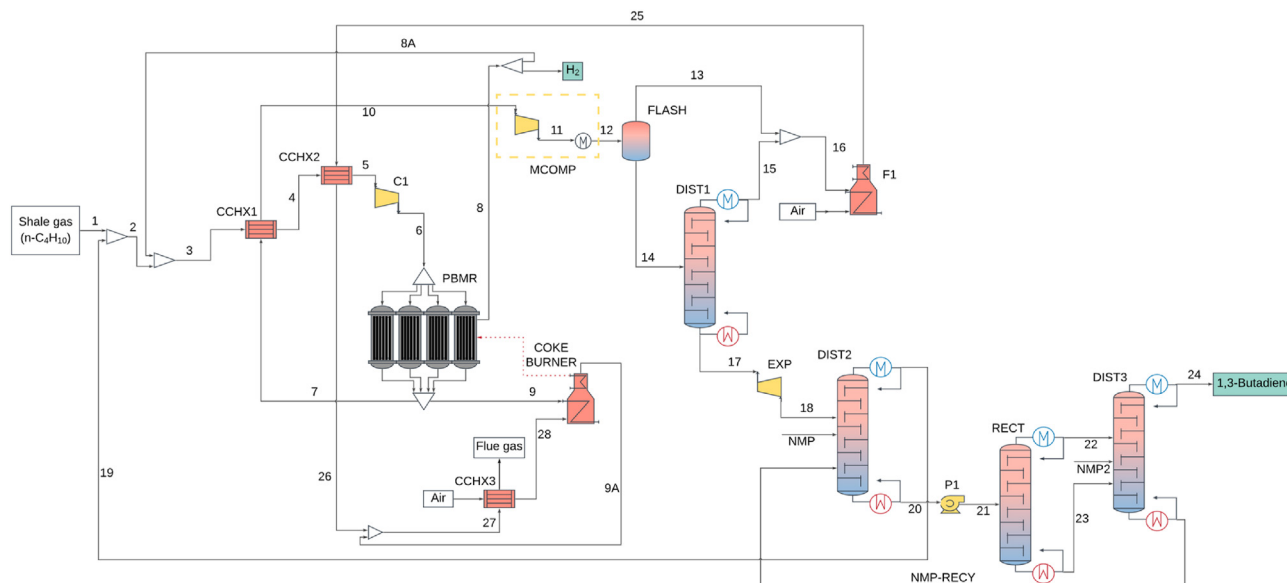 25
8A
H₂
13
10
FLASH
11
12
16
CCHX2
5
MCOMP
15
F1
C1
DIST1
Air
Shale gas
(n-C₄H₁₀)
1
2
CCHX1
4
8
3
6
14
PBMR
COKE
BURNER
17
EXP
DIST2
DIST3
24
1,3-Butadiene
7
9
18
RECT
28
NMP
22
Flue gas
NMP2
19
26
CCHX3
9A
P1
Air
20
21
23
27
NMP-RECY